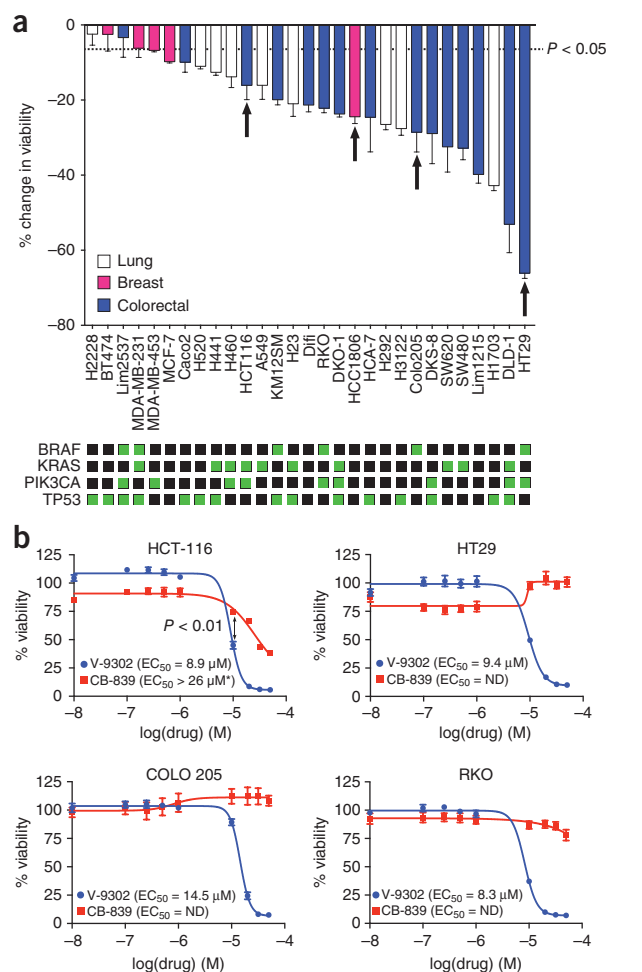 a
0
−20
−40
−60
−80
% change in viability
P < 0.05
Lung
Breast
Colorectal
H2228
BT474
Lim2537
MDA-MB-231
MDA-MB-453
MCF-7
Caco2
H520
H441
H460
HCT116
A549
KM12SM
H23
Difi
RKO
DKO-1
HCC1806
HCA-7
H292
H3122
Colo205
DKS-8
SW620
SW480
Lim1215
H1703
DLD-1
HT29
BRAF
KRAS
PIK3CA
TP53
b
HCT-116
125
100
75
50
25
0
% viability
P < 0.01
V-9302 (EC50 = 8.9 µM)
CB-839 (EC50 > 26 µM*)
−8 −7 −6 −5 −4
log(drug) (M)
HT29
125
100
75
50
25
0
% viability
V-9302 (EC50 = 9.4 µM)
CB-839 (EC50 = ND)
−8 −7 −6 −5 −4
log(drug) (M)
COLO 205
125
100
75
50
25
0
% viability
V-9302 (EC50 = 14.5 µM)
CB-839 (EC50 = ND)
−8 −7 −6 −5 −4
log(drug) (M)
RKO
125
100
75
50
25
0
% viability
V-9302 (EC50 = 8.3 µM)
CB-839 (EC50 = ND)
−8 −7 −6 −5 −4
log(drug) (M)